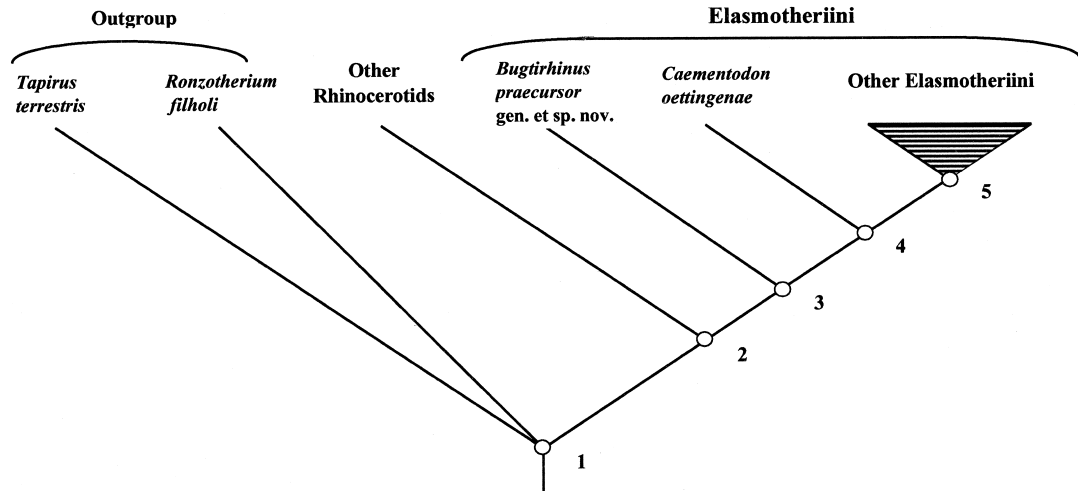 Outgroup
Elasmotheriini
Tapirus
terrestris
Ronzotherium
filholi
Other
Rhinocerotids
Bugtirhinus
praecursor
gen. et sp. nov.
Caementodon
oettingenae
Other Elasmotheriini
5
4
3
2
1